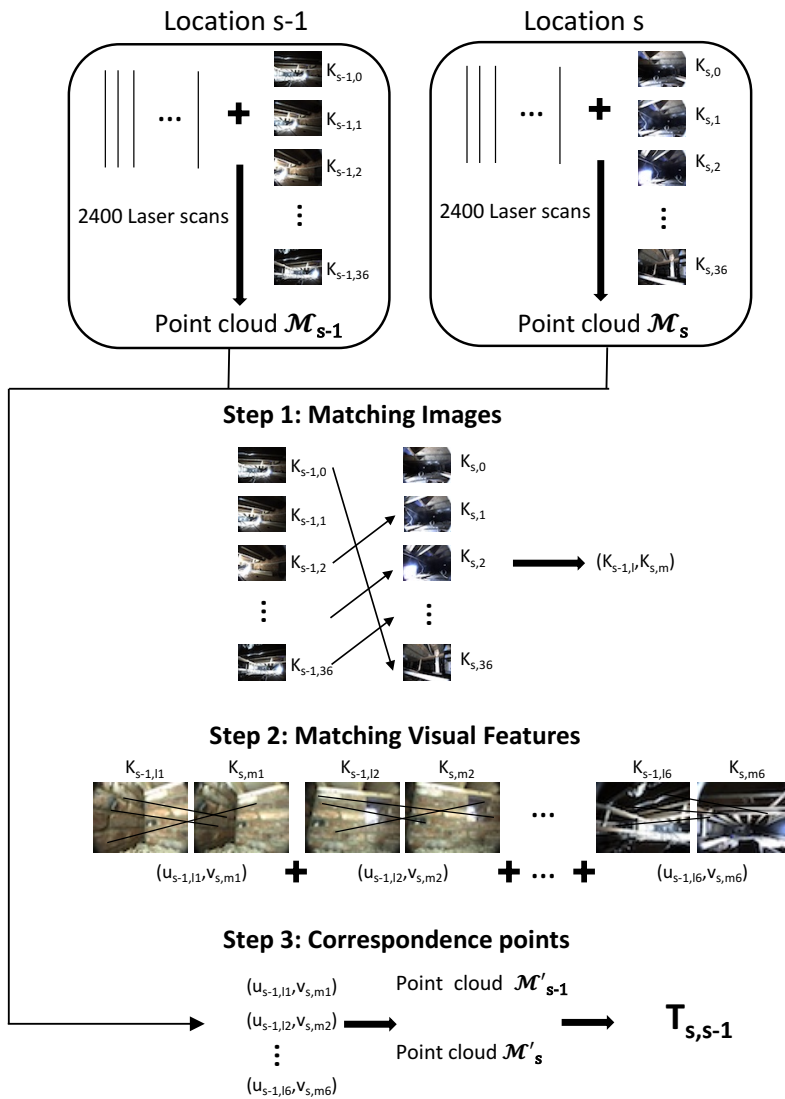 Location s-1
Location s
K_{s-1,0}
K_{s-1,1}
K_{s-1,2}
K_{s-1,36}
...
+
⋮
2400 Laser scans
Point cloud ℳ_{s-1}
K_{s,0}
K_{s,1}
K_{s,2}
K_{s,36}
...
+
⋮
2400 Laser scans
Point cloud ℳ_s
Step 1: Matching Images
K_{s-1,0}
K_{s,0}
K_{s-1,1}
K_{s,1}
K_{s-1,2}
K_{s,2}
(K_{s-1,l},K_{s,m})
⋮
⋮
K_{s-1,36}
K_{s,36}
Step 2: Matching Visual Features
K_{s-1,l1} K_{s,m1} K_{s-1,l2} K_{s,m2} K_{s-1,l6} K_{s,m6}
...
(u_{s-1,l1},v_{s,m1}) + (u_{s-1,l2},v_{s,m2}) + ... + (u_{s-1,l6},v_{s,m6})
Step 3: Correspondence points
(u_{s-1,l1},v_{s,m1})
Point cloud ℳ'_{s-1}
(u_{s-1,l2},v_{s,m2})
T_{s,s-1}
⋮
Point cloud ℳ'_s
(u_{s-1,l6},v_{s,m6})